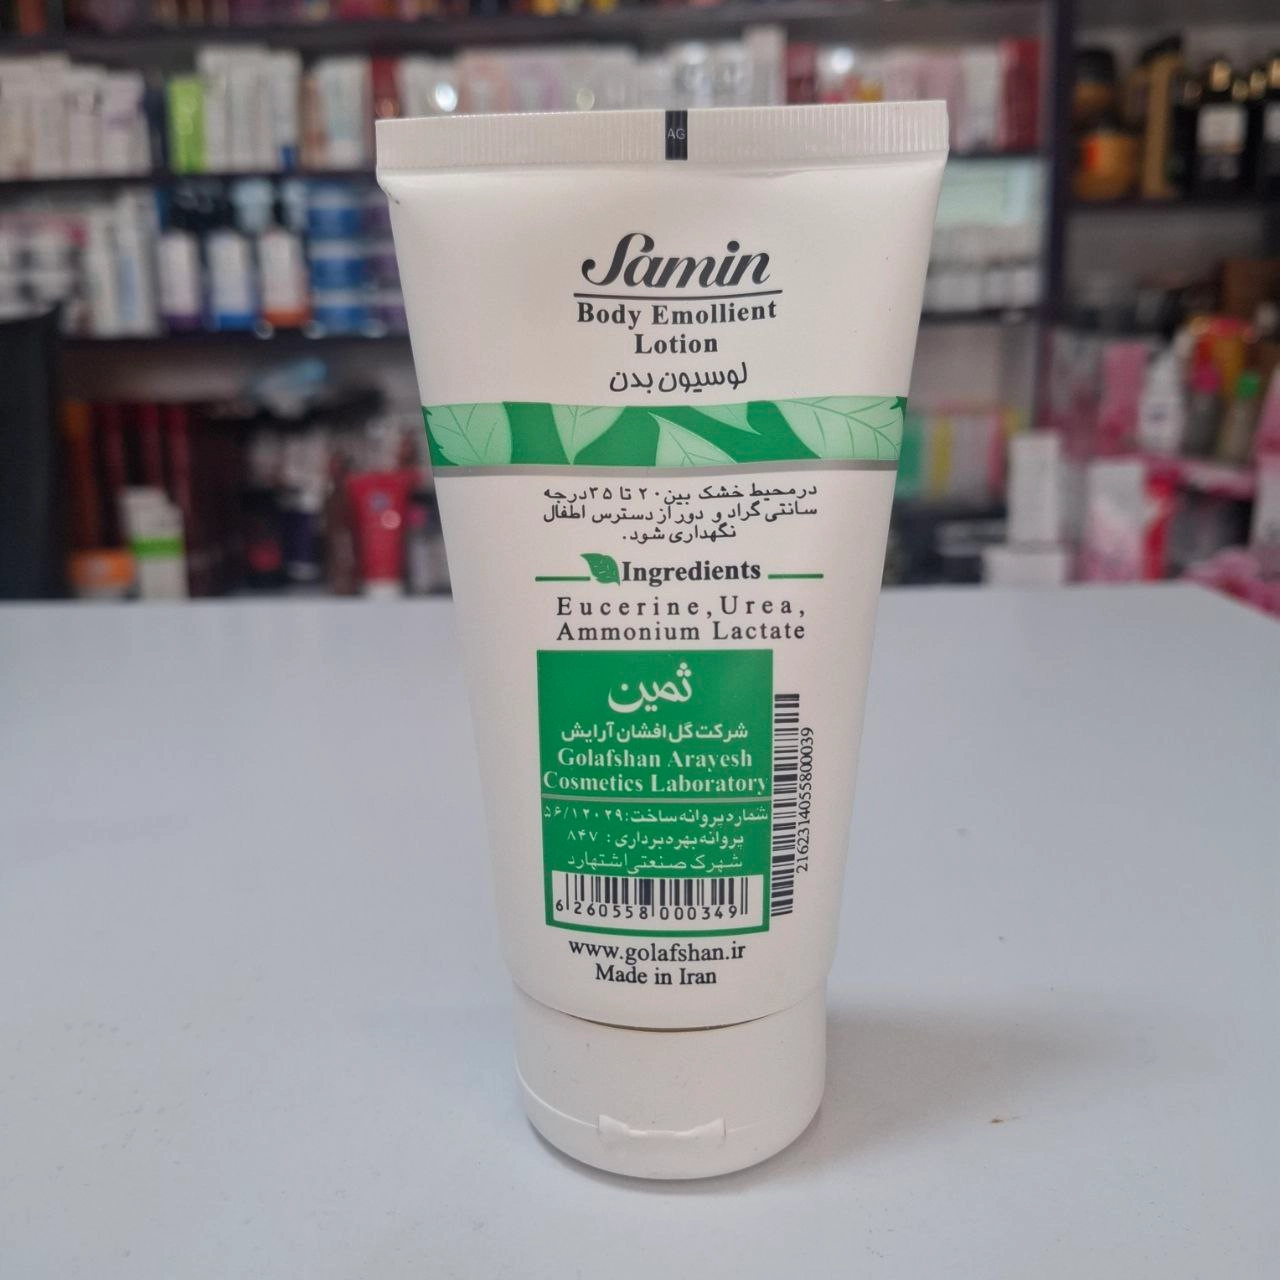 AG
Samin
Body Emollient
Lotion
لوسیون بدن
درمحیط خشک بین ۲۰ تا ۳۵ درجه
سانتی گراد و دور از دسترس اطفال
نگهداری شود.
Ingredients
Eucerine, Urea,
Ammonium Lactate
ثمین
شرکت گل افشان آرایش
Golafshan Arayesh
Cosmetics Laboratory
شماره پروانه ساخت: ۵۶/۱۲۰۲۹
پروانه بهره برداری: ۸۴۷
شهرک صنعتی اشتهارد
6 260558 000349
2162314055800039
www.golafshan.ir
Made in Iran